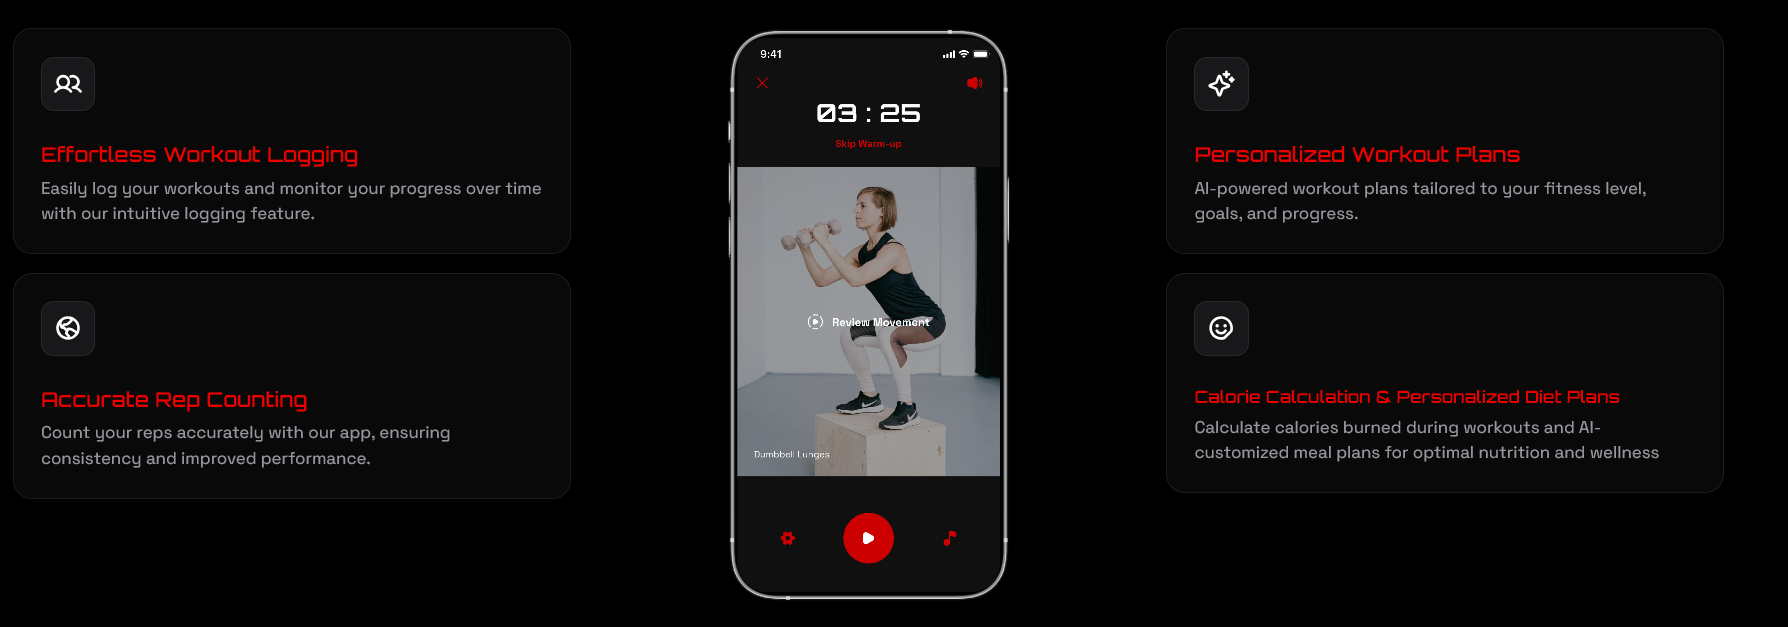 Effortless Workout Logging
Easily log your workouts and monitor your progress over time
with our intuitive logging feature.
Accurate Rep Counting
Count your reps accurately with our app, ensuring
consistency and improved performance.
9:41
03 : 25
Skip Warm-up
Review Movement
Dumbbell Lunges
Personalized Workout Plans
AI-powered workout plans tailored to your fitness level,
goals, and progress.
Calorie Calculation & Personalized Diet Plans
Calculate calories burned during workouts and AI-
customized meal plans for optimal nutrition and wellness